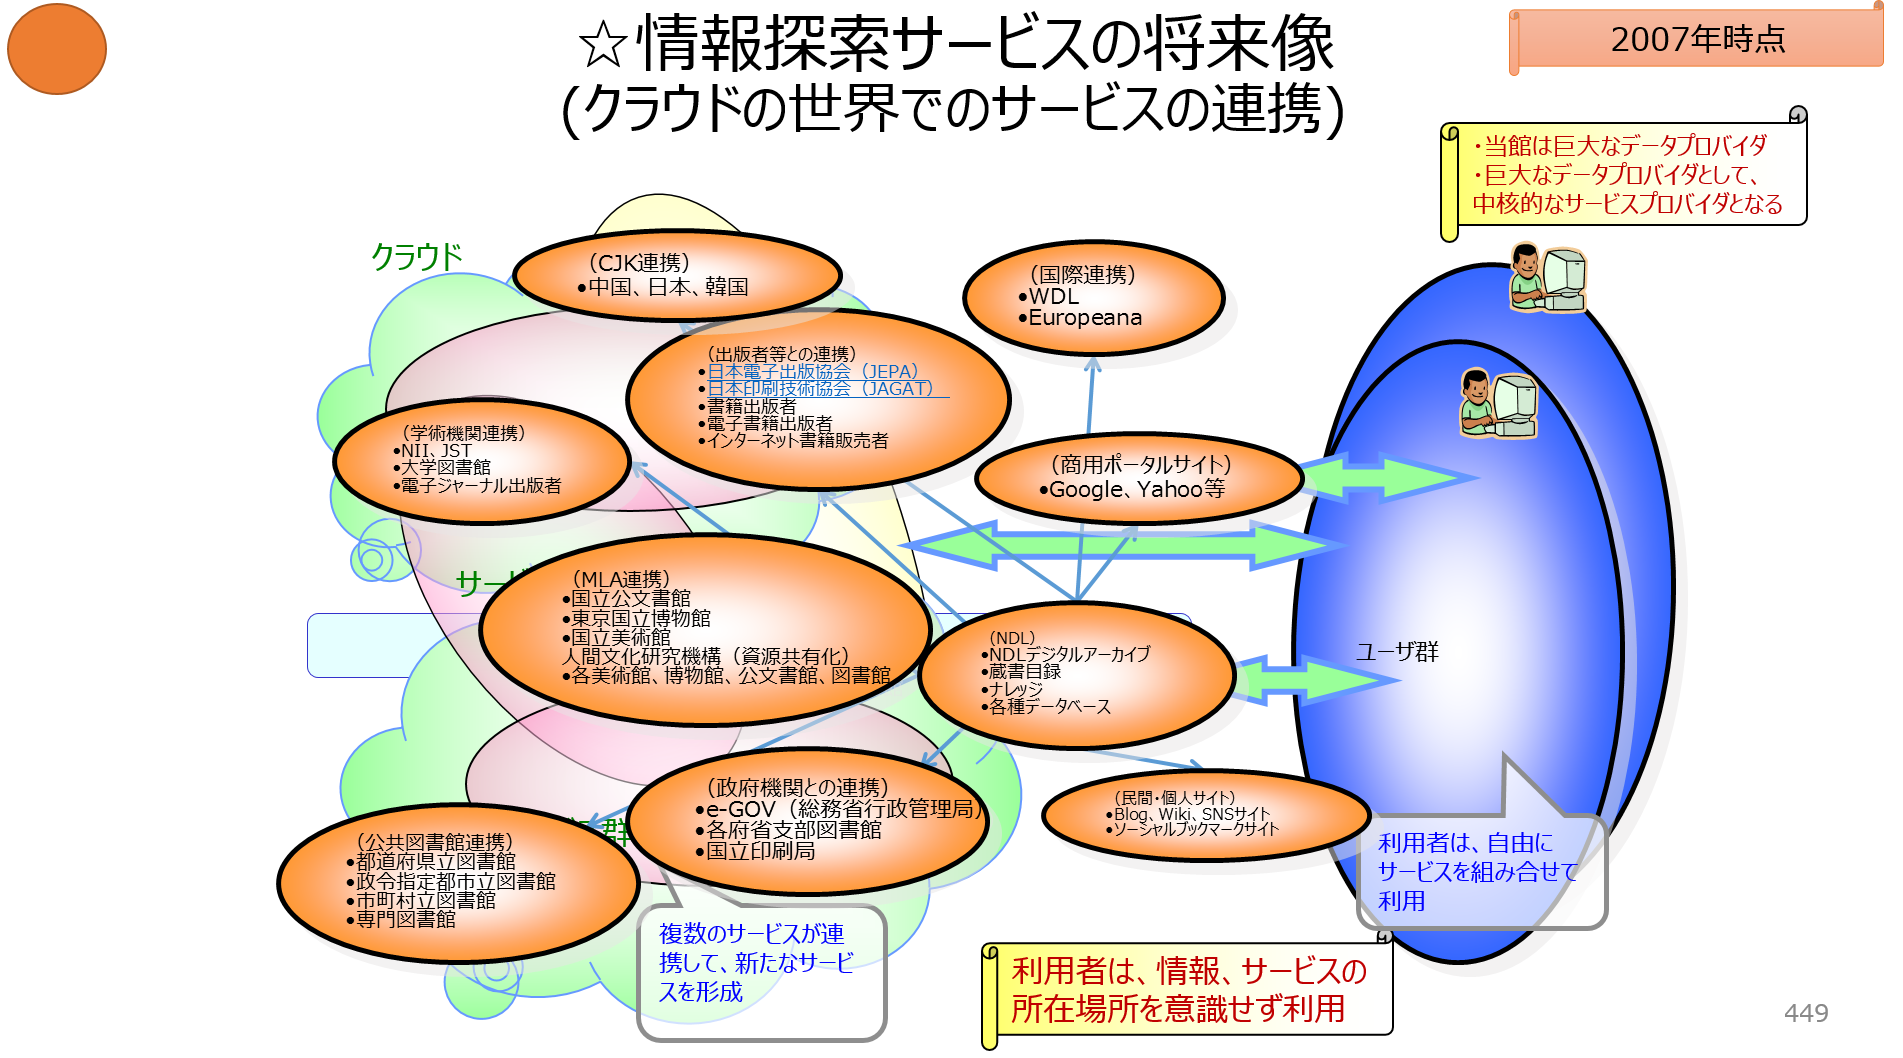 ☆情報探索サービスの将来像
(クラウドの世界でのサービスの連携)
2007年時点
・当館は巨大なデータプロバイダ
・巨大なデータプロバイダとして、
中核的なサービスプロバイダとなる
クラウド
（CJK連携）
●中国、日本、韓国
（国際連携）
●WDL
●Europeana
（出版者等との連携）
●日本電子出版協会（JEPA）
●日本印刷技術協会（JAGAT）
●書籍出版者
●電子書籍出版者
●インターネット書籍販売者
（学術機関連携）
●NII、JST
●大学図書館
●電子ジャーナル出版者
（商用ポータルサイト）
●Google、Yahoo等
サービ
（MLA連携）
●国立公文書館
●東京国立博物館
●国立美術館
人間文化研究機構（資源共有化）
●各美術館、博物館、公文書館、図書館
（NDL）
●NDLデジタルアーカイブ
●蔵書目録
●ナレッジ
●各種データベース
ユーザ群
（政府機関との連携）
●e-GOV（総務省行政管理局）
●各府省支部図書館
●国立印刷局
（民間・個人サイト）
●Blog、Wiki、SNSサイト
●ソーシャルブックマークサイト
群
（公共図書館連携）
●都道府県立図書館
●政令指定都市立図書館
●市町村立図書館
●専門図書館
利用者は、自由に
サービスを組み合せて
利用
複数のサービスが連
携して、新たなサービ
スを形成
利用者は、情報、サービスの
所在場所を意識せず利用
449